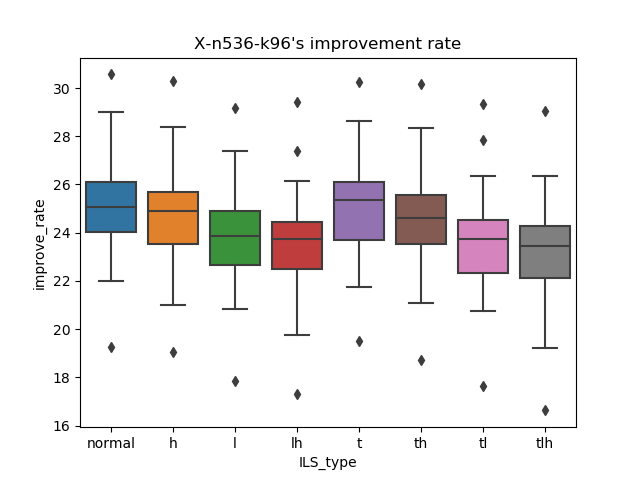 X-n536-k96's improvement rate
improve_rate
30
28
26
24
22
20
18
16
normal h l lh t th tl tlh
ILS_type